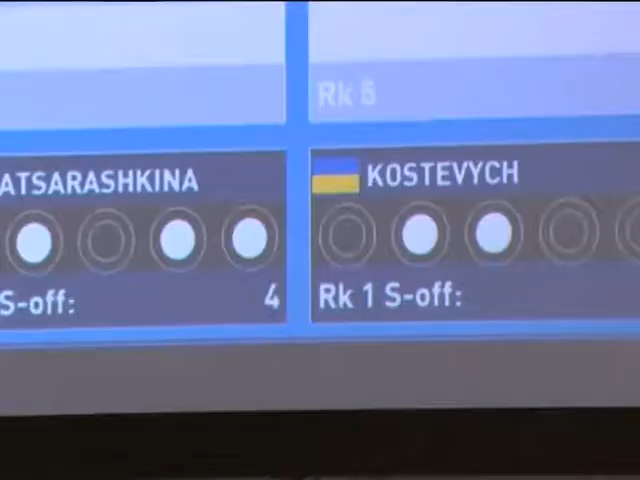 Rk 5
ATSARASHKINA
KOSTEVYCH
S-off: 4
Rk 1 S-off: